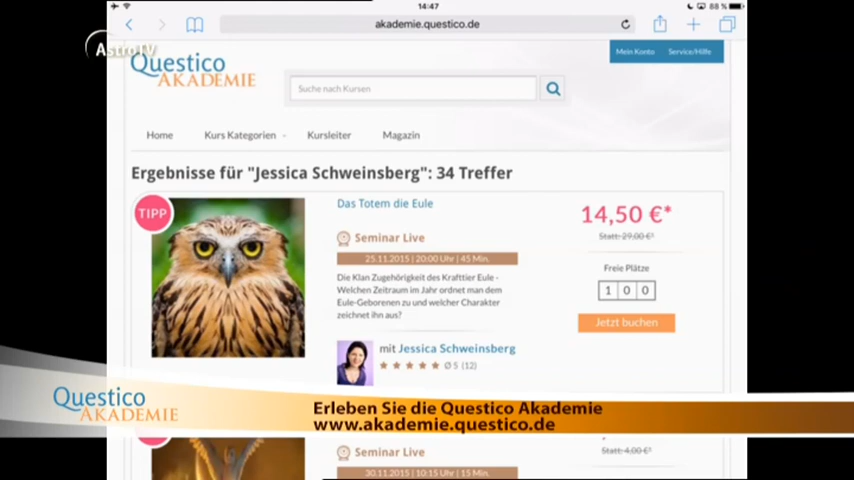 14:47
88 %
akademie.questico.de
AstroTV
Questico
AKADEMIE
Mein Konto Service/Hilfe
Suche nach Kursen
Home Kurs Kategorien Kursleiter Magazin
Ergebnisse für "Jessica Schweinsberg": 34 Treffer
TIPP
Das Totem die Eule
Seminar Live
25.11.2015 | 20:00 Uhr | 45 Min.
Die Klan Zugehörigkeit des Krafttier Eule -
Welchen Zeitraum im Jahr ordnet man dem
Eule-Geborenen zu und welcher Charakter
zeichnet ihn aus?
mit Jessica Schweinsberg
Ø 5 (12)
14,50 €*
Statt: 29,00 €*
Freie Plätze
1 0 0
Jetzt buchen
Questico
AKADEMIE
Erleben Sie die Questico Akademie
www.akademie.questico.de
Seminar Live
30.11.2015 | 10:15 Uhr | 15 Min.
Statt: 4,00 €*